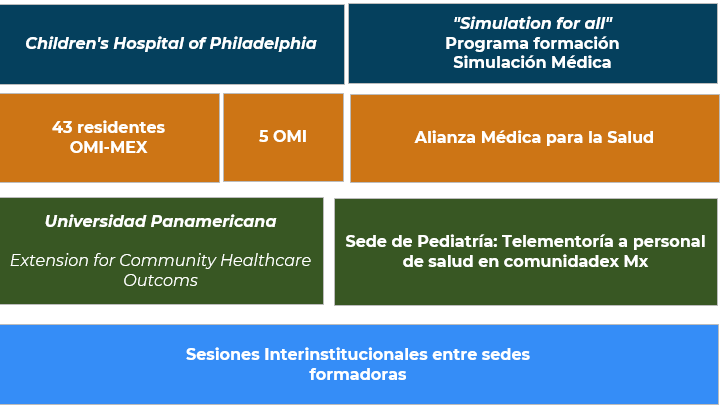 Children's Hospital of Philadelphia
"Simulation for all"
Programa formación
Simulación Médica
43 residentes
OMI-MEX
5 OMI
Alianza Médica para la Salud
Universidad Panamericana
Extension for Community Healthcare
Outcoms
Sede de Pediatría: Telementoría a personal
de salud en comunidadex Mx
Sesiones Interinstitucionales entre sedes
formadoras